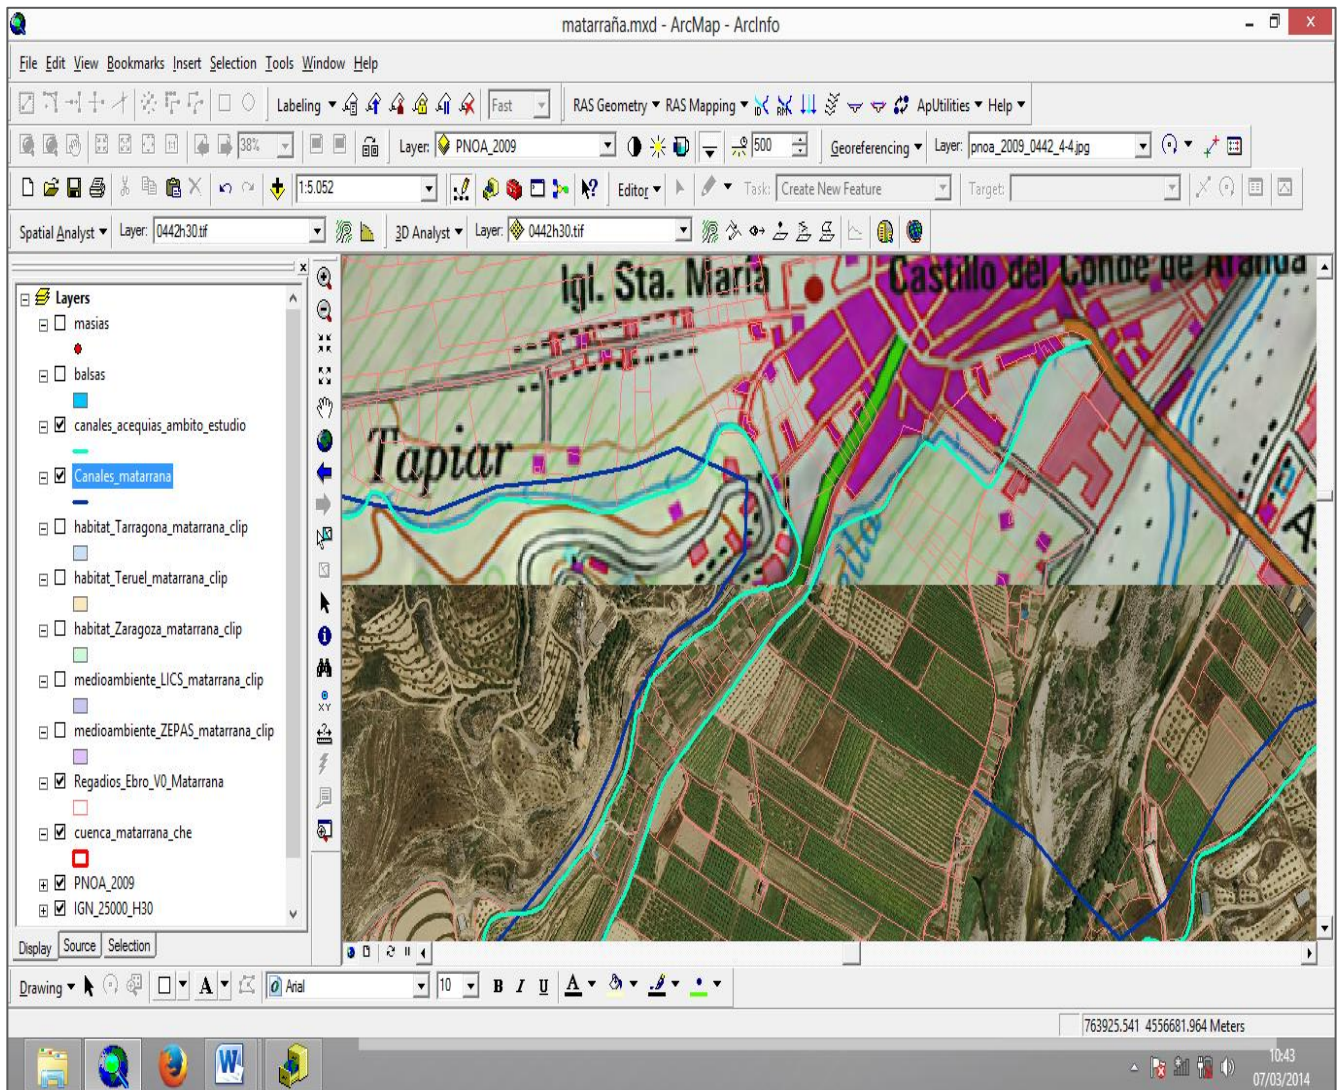 matarraña.mxd - ArcMap - ArcInfo
File Edit View Bookmarks Insert Selection Tools Window Help
Labeling Fast RAS Geometry RAS Mapping ApUtilities Help
38% Layer: PNOA_2009 500 Georeferencing Layer: pnoa_2009_0442_4-4.jpg
1:5.052 Editor Task: Create New Feature Target:
Spatial Analyst Layer: 0442h30.tif 3D Analyst Layer: 0442h30.tif
Layers
masias
balsas
canales_acequias_ambito_estudio
Canales_matarrana
habitat_Tarragona_matarrana_clip
habitat_Teruel_matarrana_clip
habitat_Zaragoza_matarrana_clip
medioambiente_LICS_matarrana_clip
medioambiente_ZEPAS_matarrana_clip
Regadios_Ebro_V0_Matarrana
cuenca_matarrana_che
PNOA_2009
IGN_25000_H30
Display Source Selection
Igl. Sta. María
Castillo del Conde de Aranda
Tapiar
Drawing A Arial 10 B I U A
763925.541 4556681.964 Meters
10:43
07/03/2014